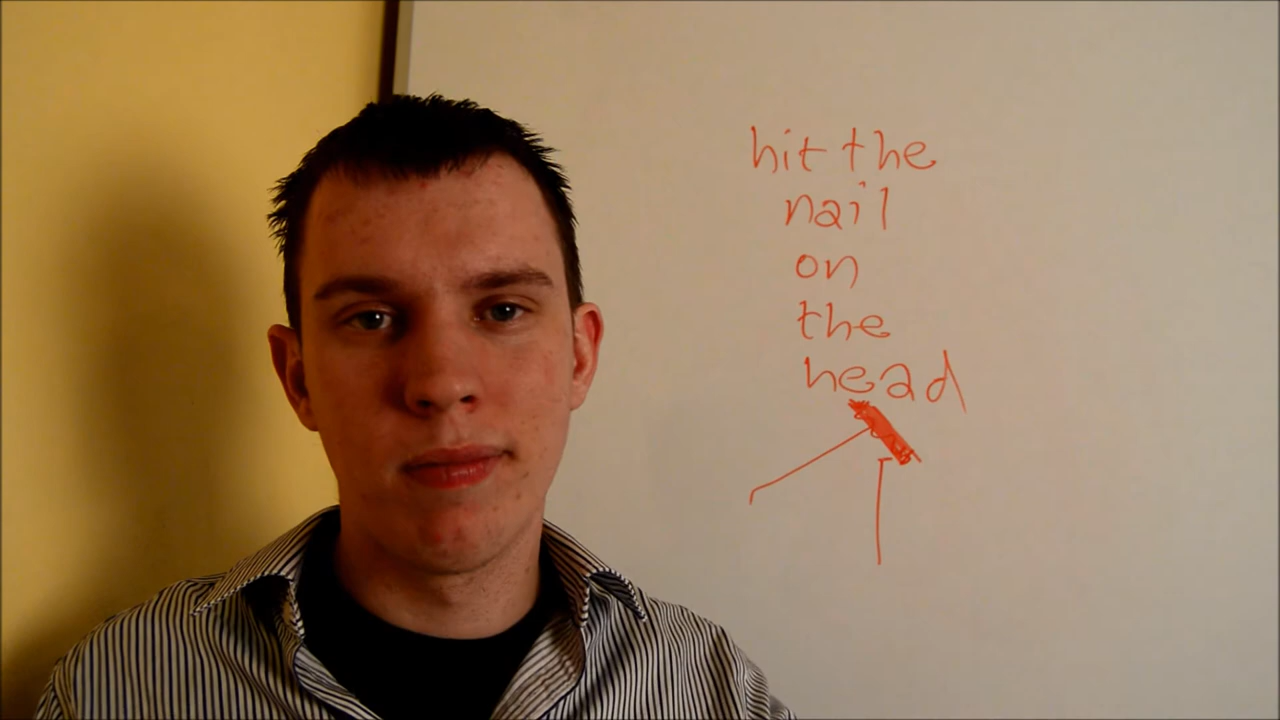 hit the
nail
on
the
head